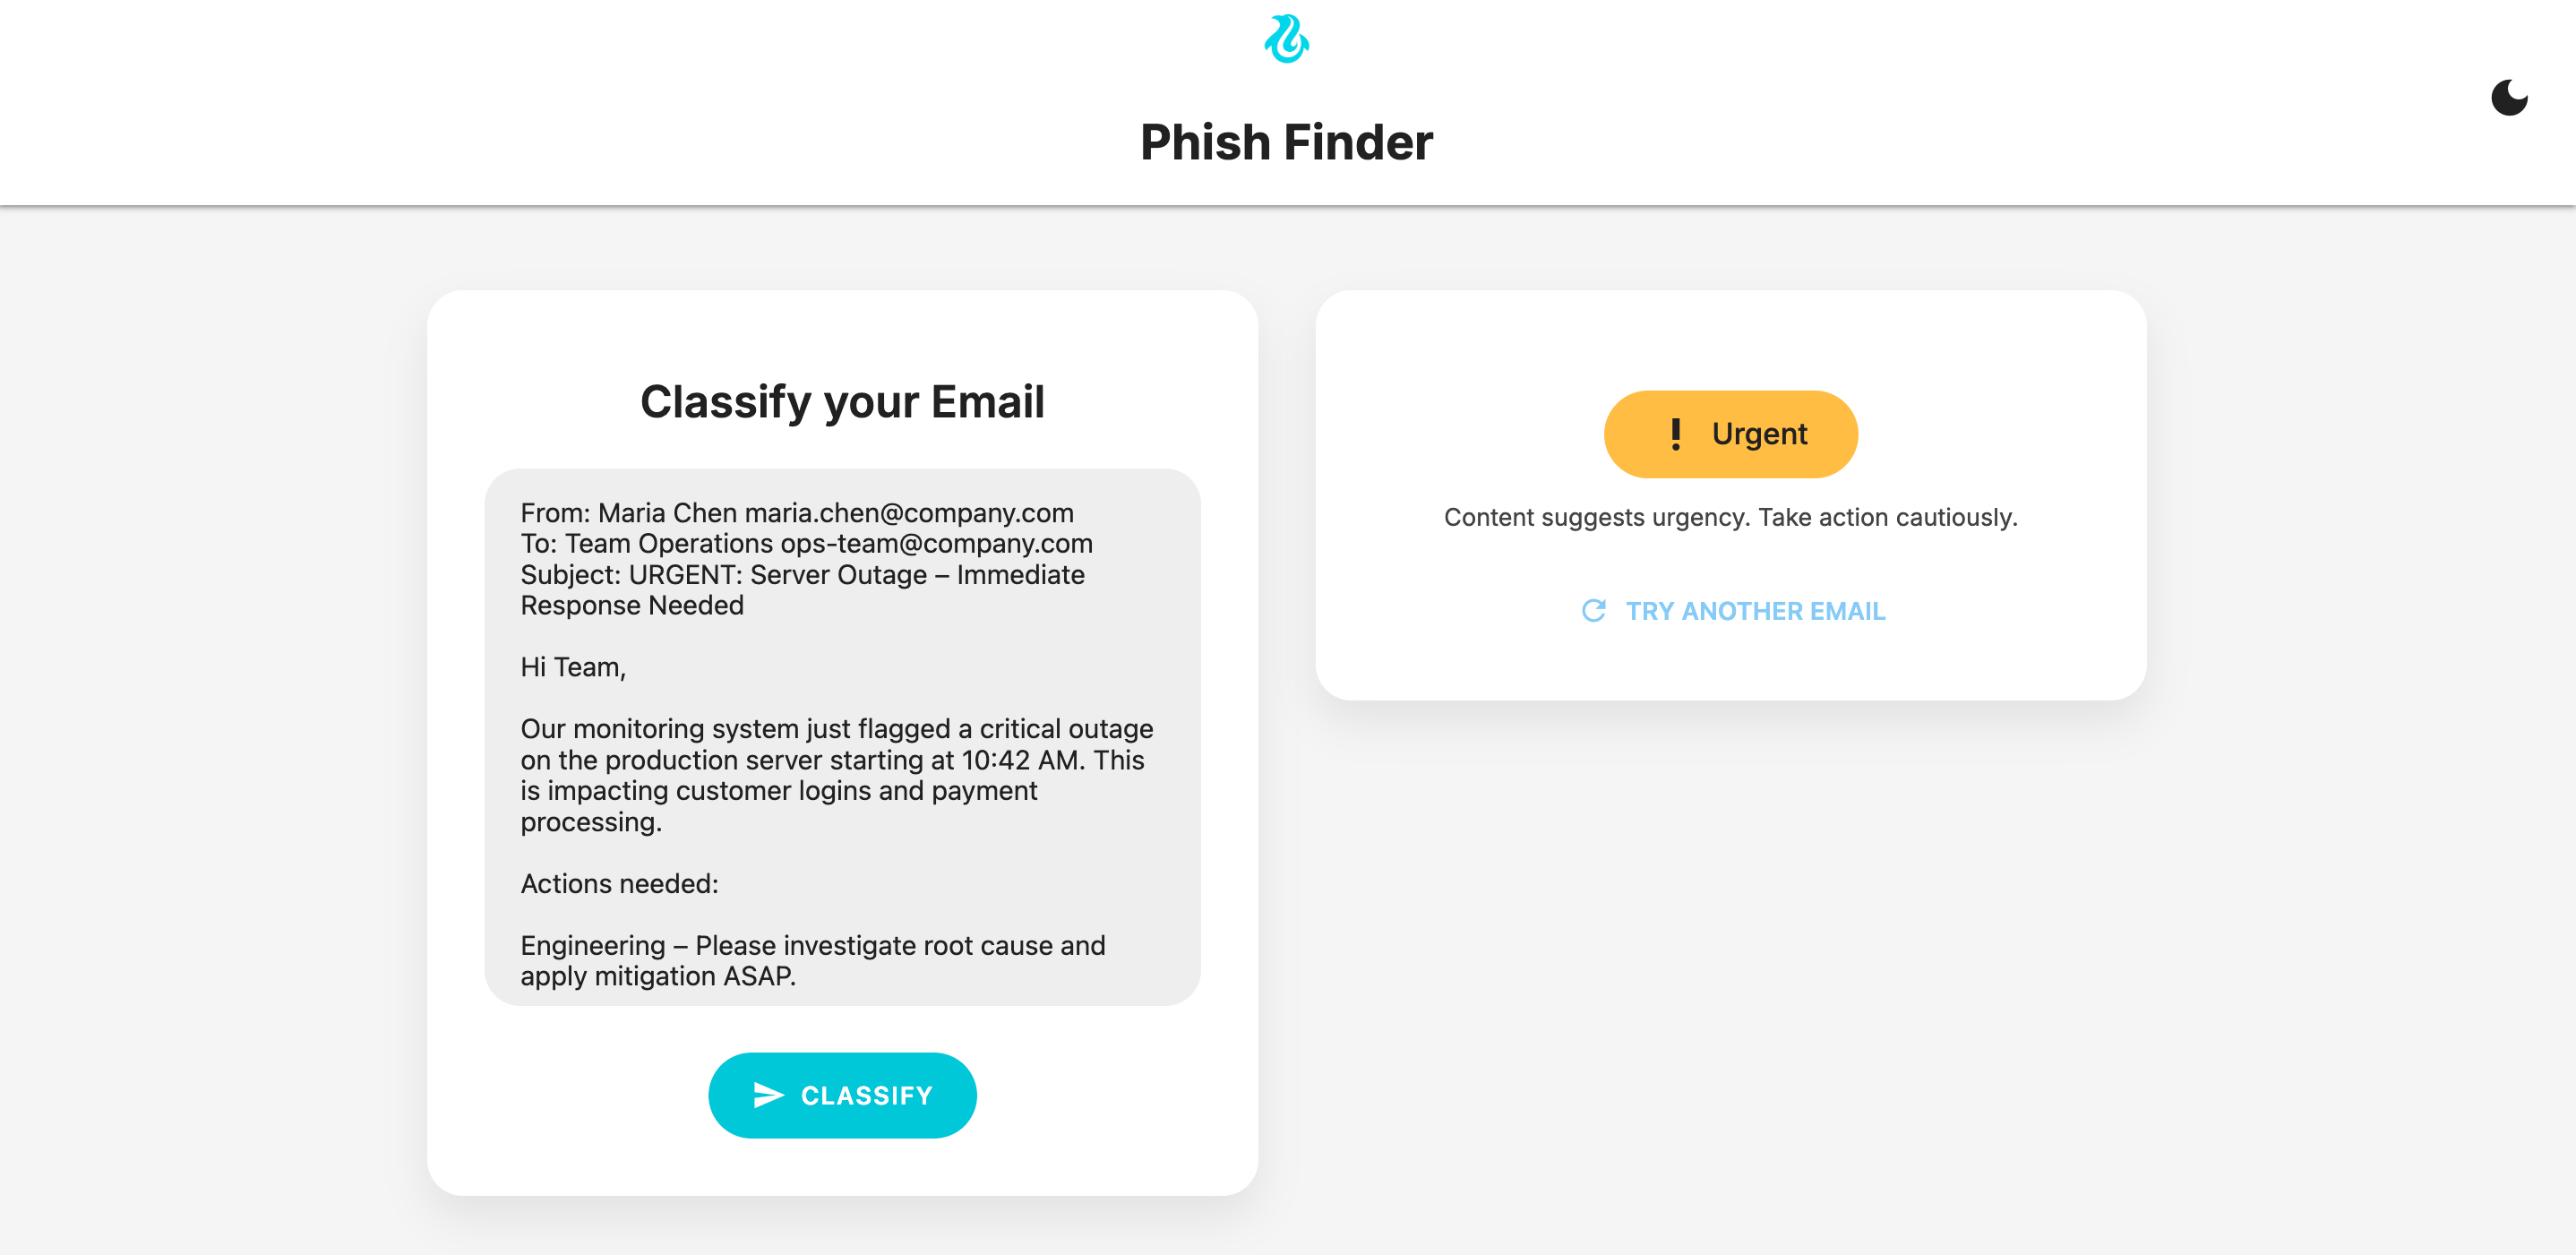 Phish Finder
Classify your Email
From: Maria Chen maria.chen@company.com
To: Team Operations ops-team@company.com
Subject: URGENT: Server Outage – Immediate
Response Needed
Hi Team,
Our monitoring system just flagged a critical outage
on the production server starting at 10:42 AM. This
is impacting customer logins and payment
processing.
Actions needed:
Engineering – Please investigate root cause and
apply mitigation ASAP.
CLASSIFY
! Urgent
Content suggests urgency. Take action cautiously.
TRY ANOTHER EMAIL